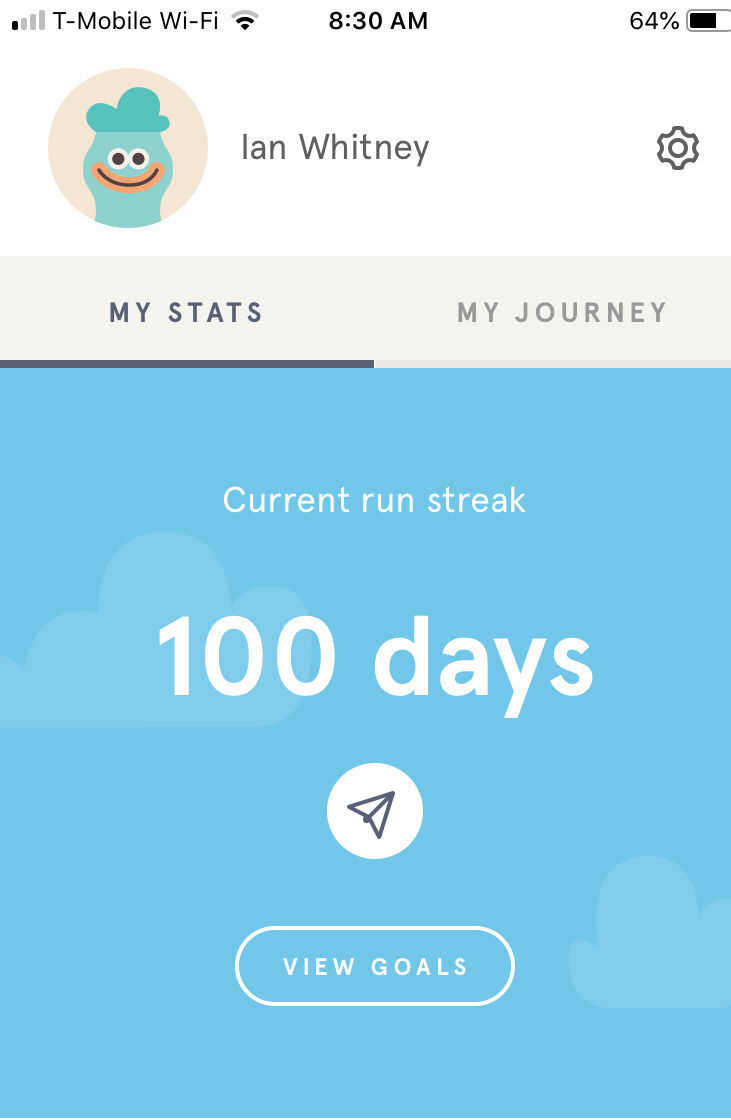 T-Mobile Wi-Fi 8:30 AM 64%
Ian Whitney
MY STATS MY JOURNEY
Current run streak
100 days
VIEW GOALS